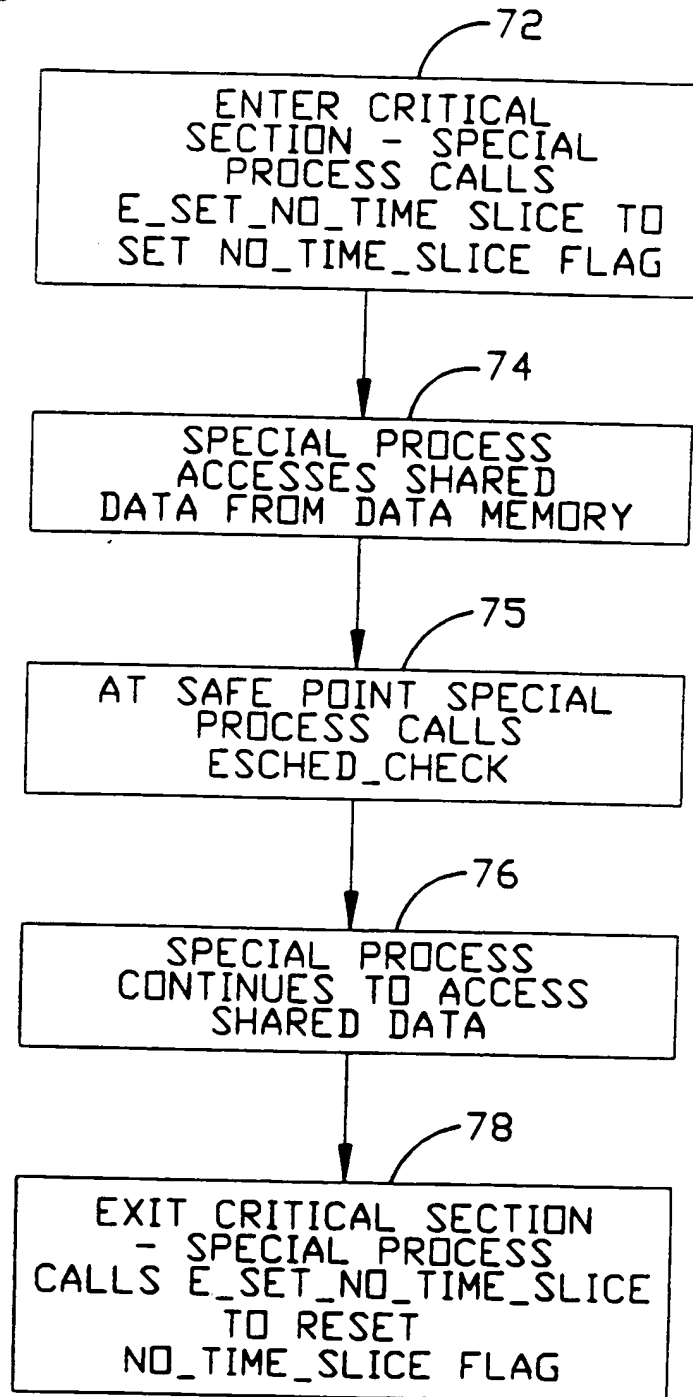 72
ENTER CRITICAL
SECTION - SPECIAL
PROCESS CALLS
E_SET_NO_TIME SLICE TO
SET NO_TIME_SLICE FLAG
74
SPECIAL PROCESS
ACCESSES SHARED
DATA FROM DATA MEMORY
75
AT SAFE POINT SPECIAL
PROCESS CALLS
ESCHED_CHECK
76
SPECIAL PROCESS
CONTINUES TO ACCESS
SHARED DATA
78
EXIT CRITICAL SECTION
- SPECIAL PROCESS
CALLS E_SET_NO_TIME_SLICE
TO RESET
NO_TIME_SLICE FLAG